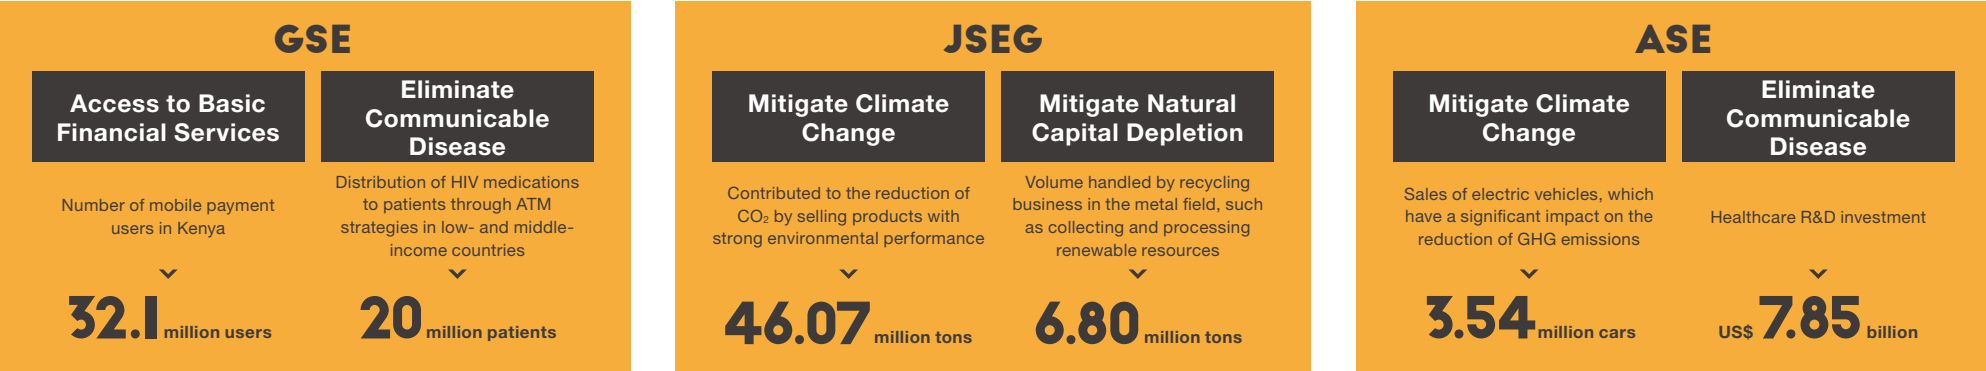 GSE
Access to Basic
Financial Services
Number of mobile payment
users in Kenya
32.1 million users
Eliminate
Communicable
Disease
Distribution of HIV medications
to patients through ATM
strategies in low- and middle-
income countries
20 million patients
JSEG
Mitigate Climate
Change
Contributed to the reduction of
CO₂ by selling products with
strong environmental performance
46.07 million tons
Mitigate Natural
Capital Depletion
Volume handled by recycling
business in the metal field, such
as collecting and processing
renewable resources
6.80 million tons
ASE
Mitigate Climate
Change
Sales of electric vehicles, which
have a significant impact on the
reduction of GHG emissions
3.54 million cars
Eliminate
Communicable
Disease
Healthcare R&D investment
US$ 7.85 billion